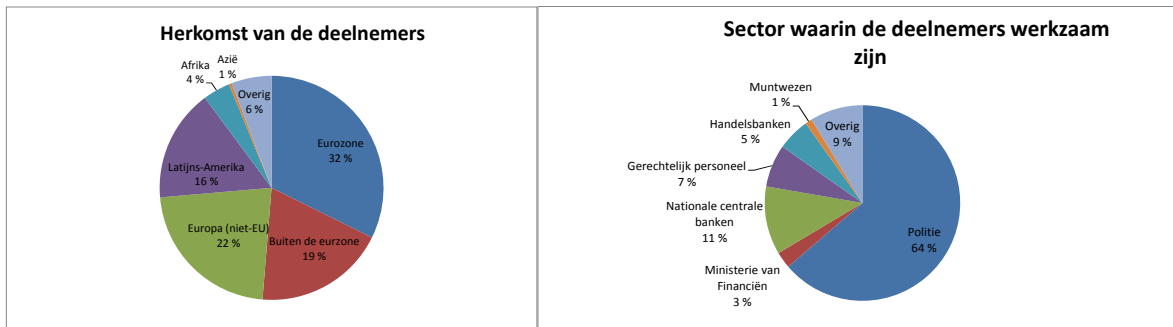 Herkomst van de deelnemers
Azië
1 %
Afrika
4 %
Overig
6 %
Eurozone
32 %
Latijns-Amerika
16 %
Europa (niet-EU)
22 %
Buiten de eurzone
19 %
Sector waarin de deelnemers werkzaam
zijn
Muntwezen
1 %
Handelsbanken
5 %
Overig
9 %
Gerechtelijk personeel
7 %
Nationale centrale
banken
11 %
Politie
64 %
Ministerie van
Financiën
3 %